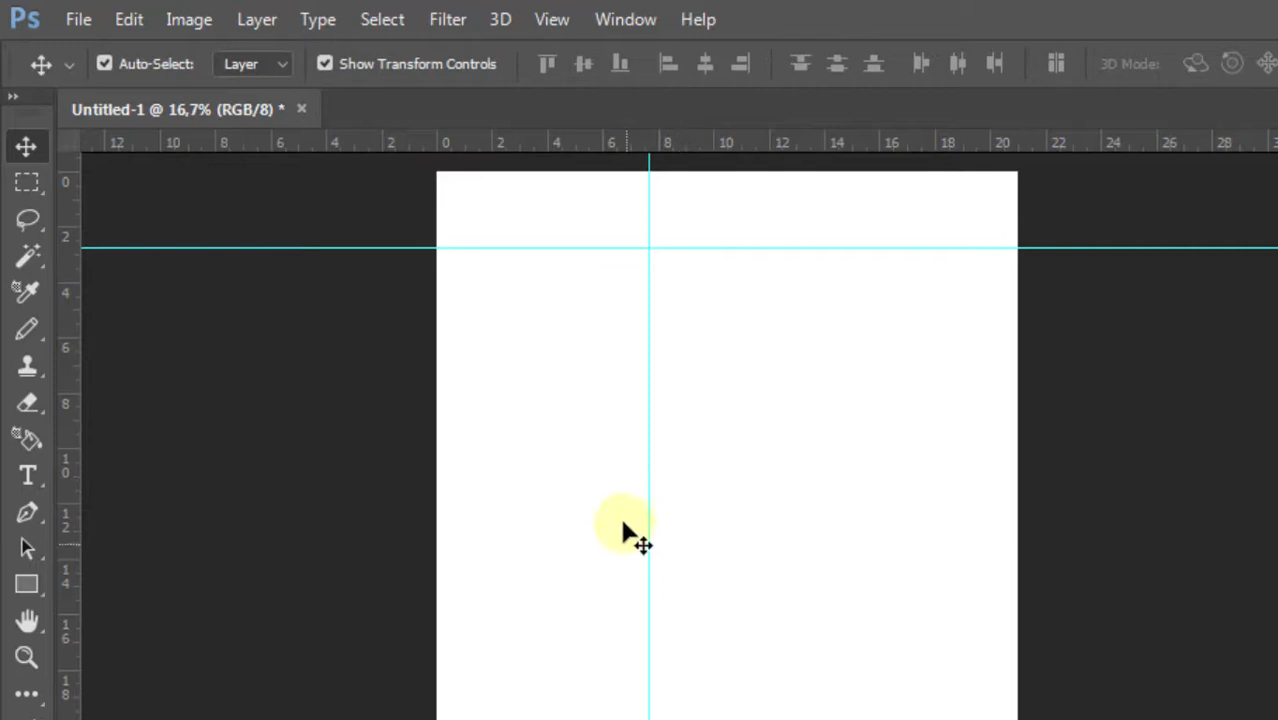 Ps File Edit Image Layer Type Select Filter 3D View Window Help
Auto-Select: Layer Show Transform Controls 3D Mode:
Untitled-1 @ 16,7% (RGB/8) * ×
12 10 8 6 4 2 0 2 4 6 8 10 12 14 16 18 20 22 24 26 28
0
2
4
6
8
10
12
14
16
18